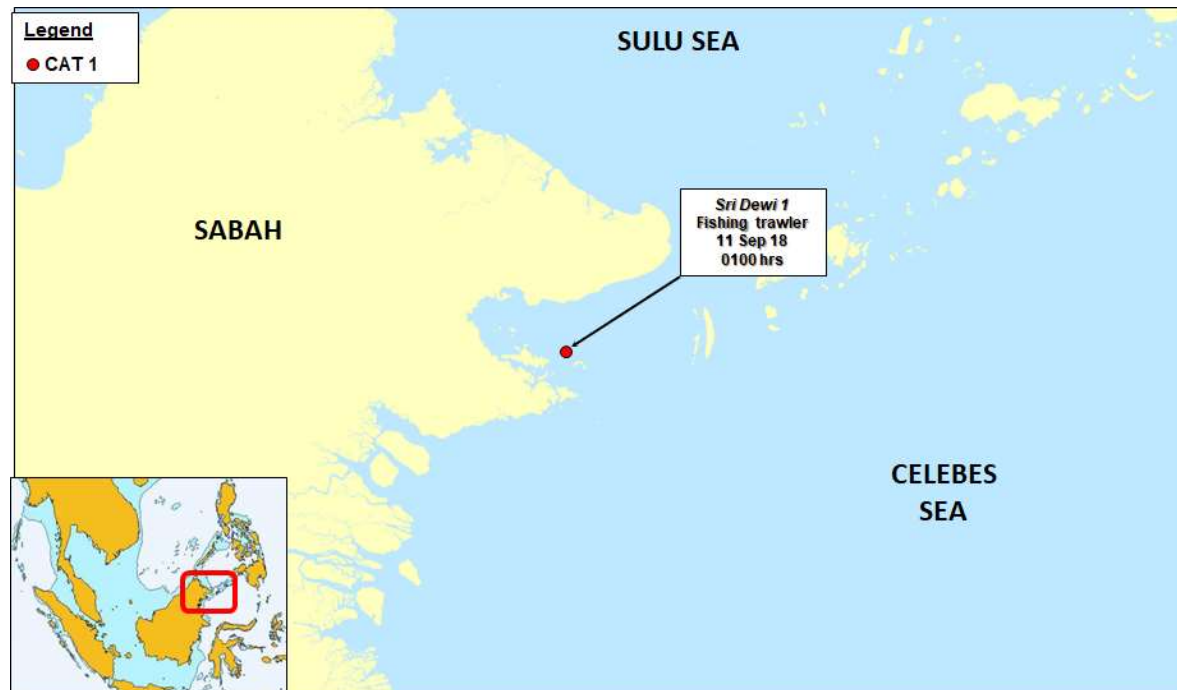 Legend
CAT 1
SULU SEA
SABAH
Sri Dewi 1
Fishing trawler
11 Sep 18
0100 hrs
CELEBES
SEA